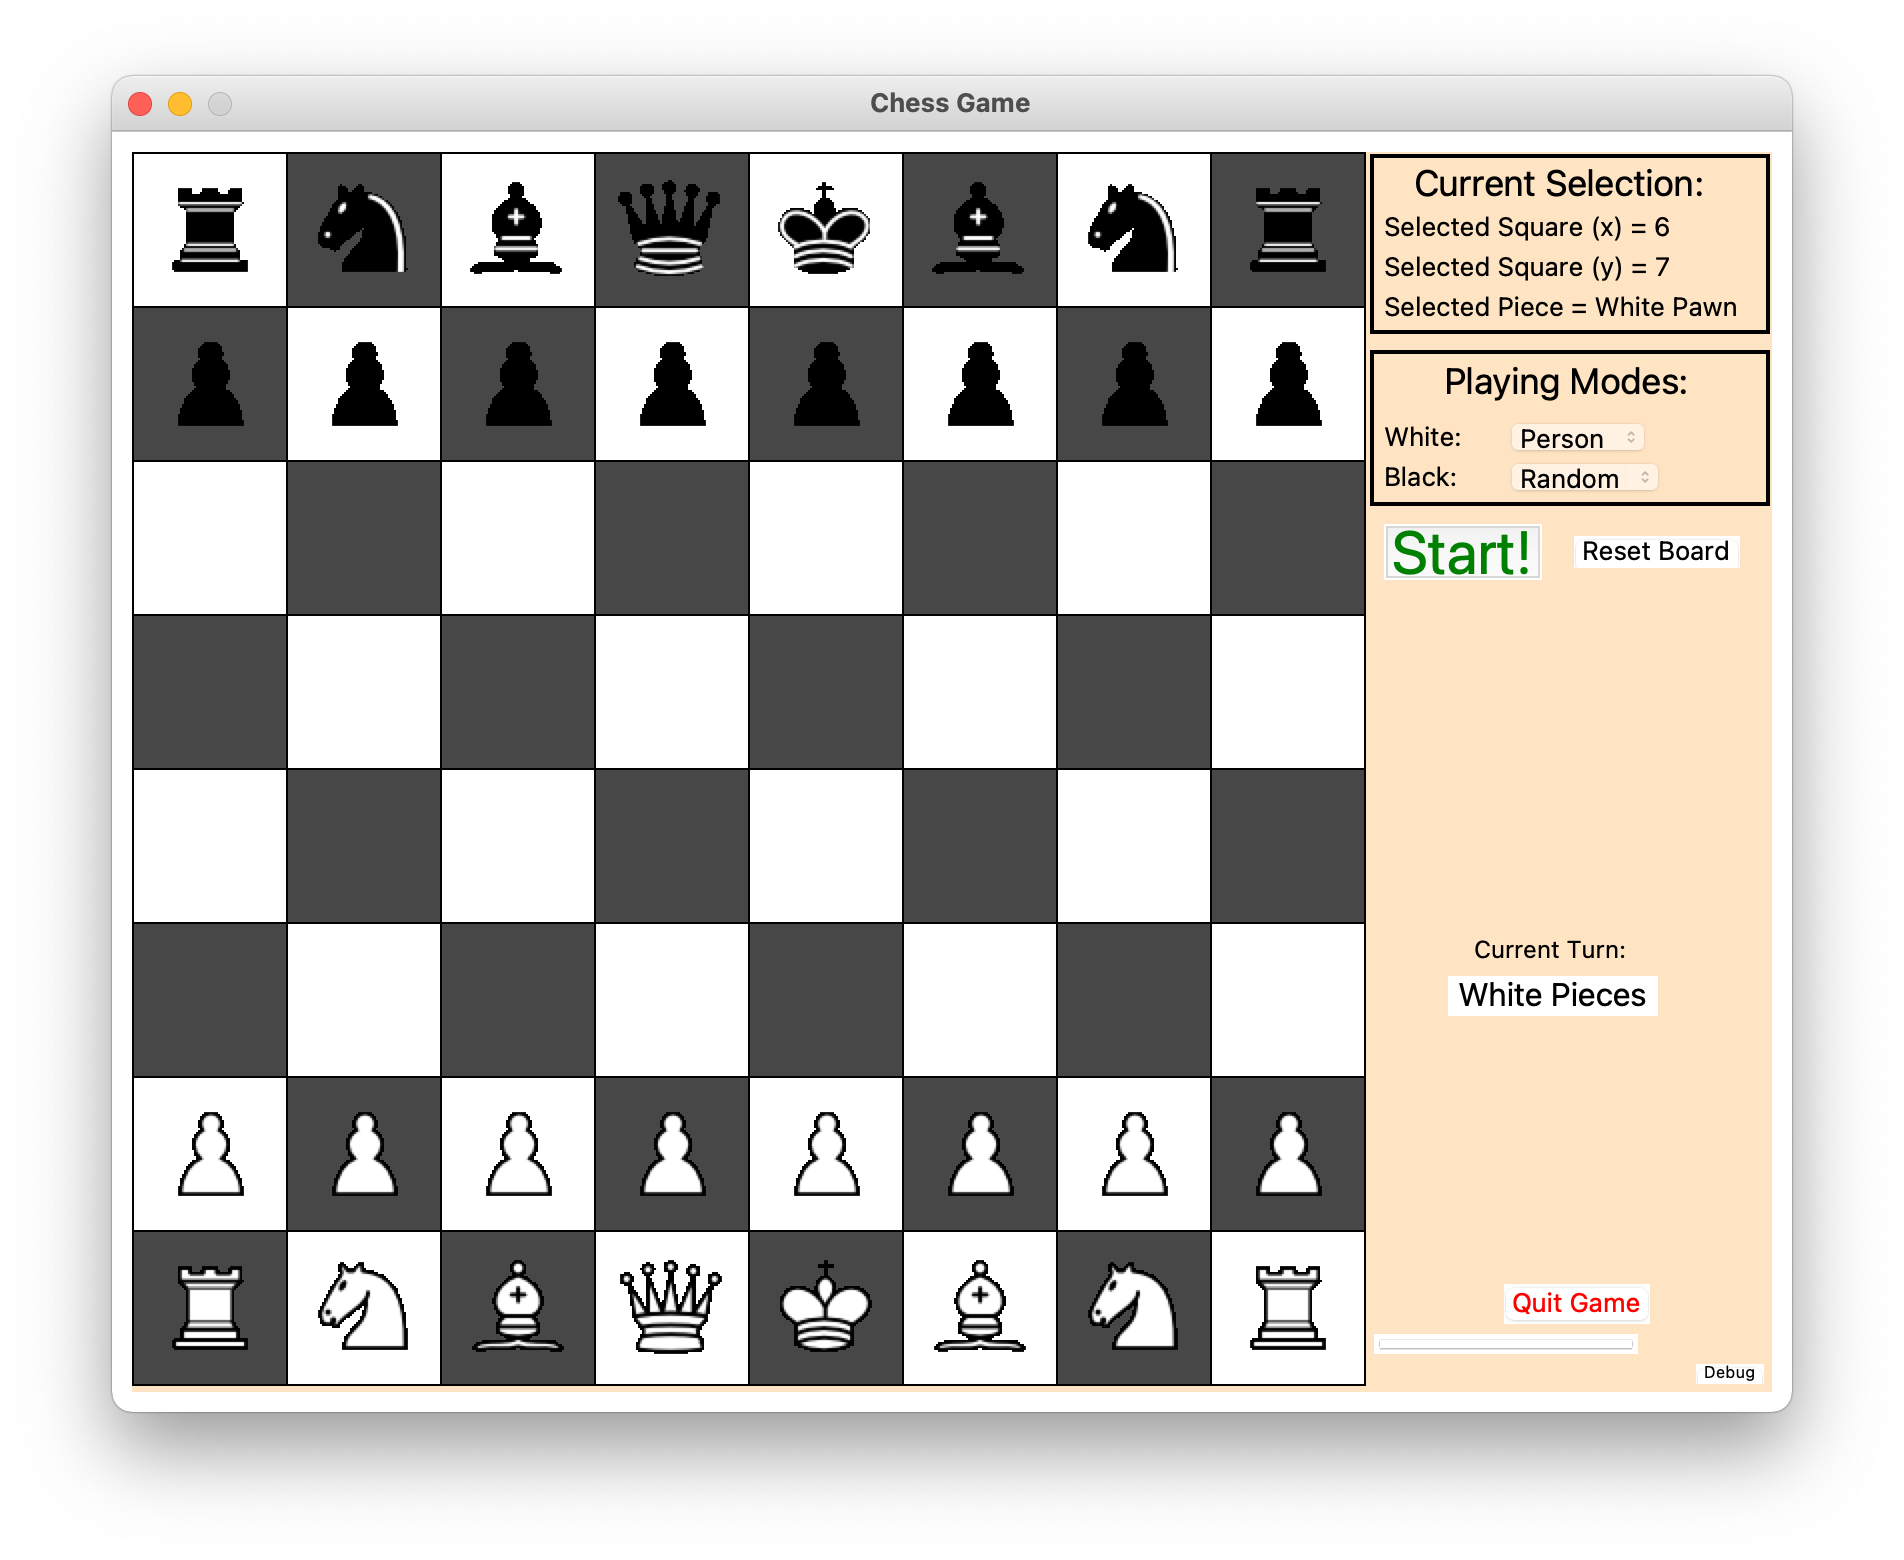 Chess Game
Current Selection:
Selected Square (x) = 6
Selected Square (y) = 7
Selected Piece = White Pawn
Playing Modes:
White: Person
Black: Random
Start! Reset Board
Current Turn:
White Pieces
Quit Game
Debug